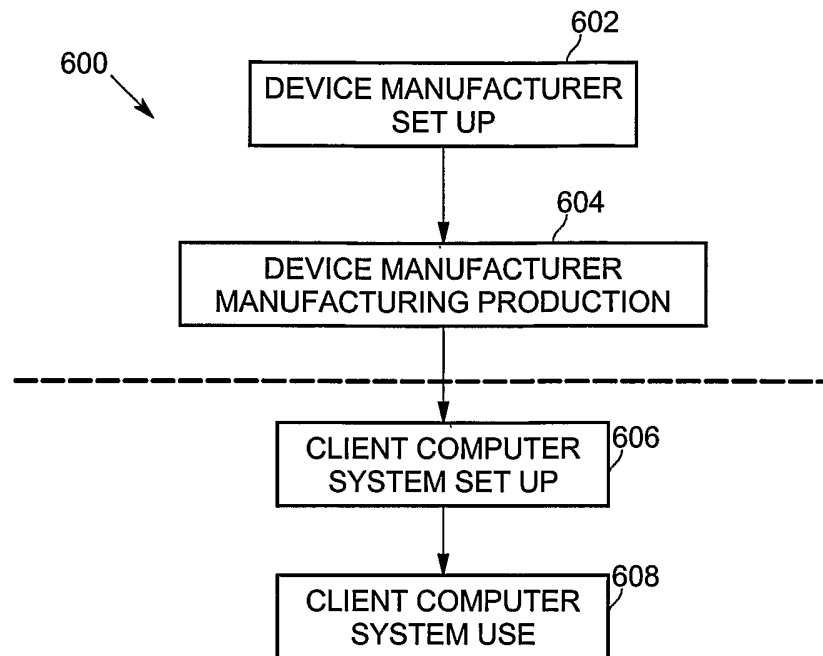 602
600
DEVICE MANUFACTURER
SET UP
604
DEVICE MANUFACTURER
MANUFACTURING PRODUCTION
CLIENT COMPUTER
SYSTEM SET UP
606
CLIENT COMPUTER
SYSTEM USE
608